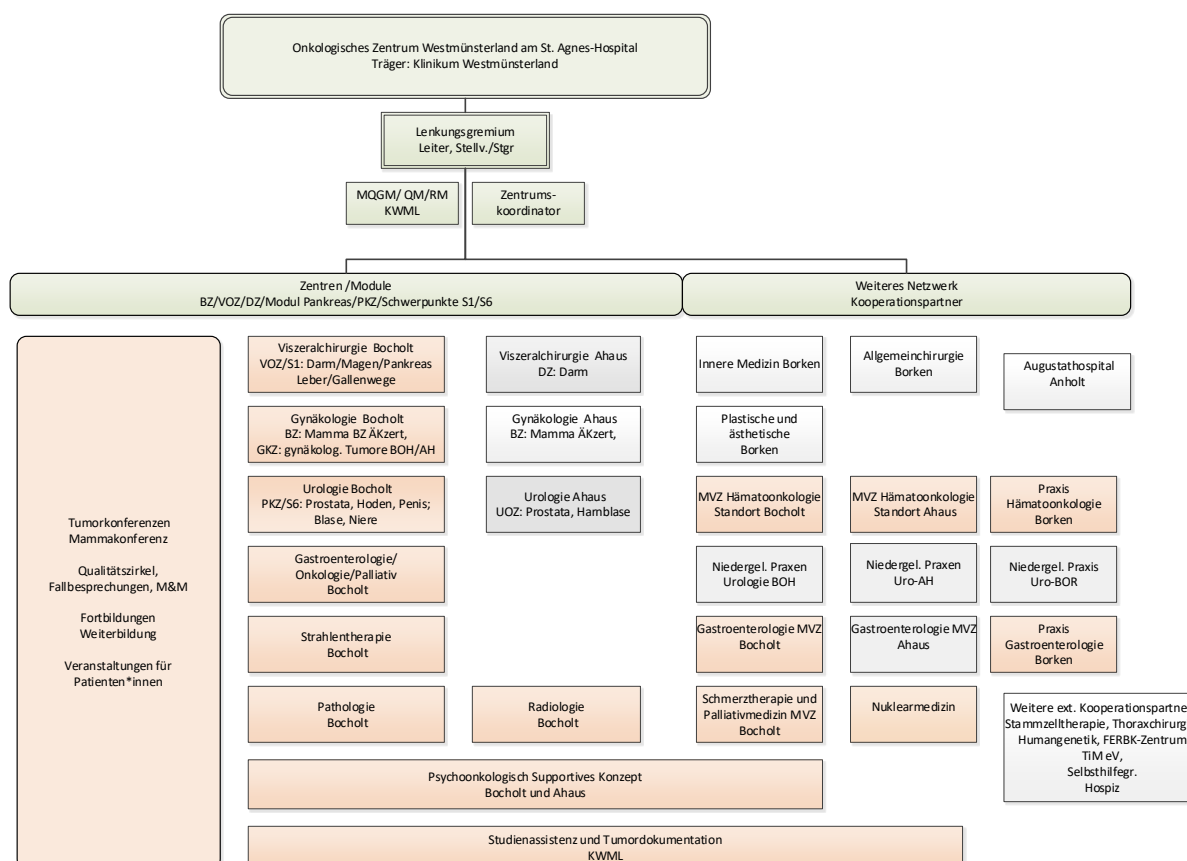 Onkologisches Zentrum Westmünsterland am St. Agnes-Hospital
Träger: Klinikum Westmünsterland
Lenkungsgremium
Leiter, Stellv./Stgr
MQGM/ QM/RM
KWML
Zentrums-
koordinator
Zentren /Module
BZ/VOZ/DZ/Modul Pankreas/PKZ/Schwerpunkte S1/S6
Weiteres Netzwerk
Kooperationspartner
Tumorkonferenzen
Mammakonferenz
Qualitätszirkel,
Fallbesprechungen, M&M
Fortbildungen
Weiterbildung
Veranstaltungen für
Patienten*innen
Viszeralchirurgie Bocholt
VOZ/S1: Darm/Magen/Pankreas
Leber/Gallenwege
Viszeralchirurgie Ahaus
DZ: Darm
Innere Medizin Borken
Allgemeinchirurgie
Borken
Augustahospital
Anholt
Gynäkologie Bocholt
BZ: Mamma BZ ÄKzert,
GKZ: gynäkolog. Tumore BOH/AH
Gynäkologie Ahaus
BZ: Mamma ÄKzert,
Plastische und
ästhetische
Borken
Urologie Bocholt
PKZ/S6: Prostata, Hoden, Penis;
Blase, Niere
Urologie Ahaus
UOZ: Prostata, Harnblase
MVZ Hämatoonkologie
Standort Bocholt
MVZ Hämatoonkologie
Standort Ahaus
Praxis
Hämatoonkologie
Borken
Gastroenterologie/
Onkologie/Palliativ
Bocholt
Niedergel. Praxen
Urologie BOH
Niedergel. Praxen
Uro-AH
Niedergel. Praxis
Uro-BOR
Strahlentherapie
Bocholt
Gastroenterologie MVZ
Bocholt
Gastroenterologie MVZ
Ahaus
Praxis
Gastroenterologie
Borken
Pathologie
Bocholt
Radiologie
Bocholt
Schmerztherapie und
Palliativmedizin MVZ
Bocholt
Nuklearmedizin
Weitere ext. Kooperationspartne
Stammzelltherapie, Thoraxchirurg
Humangenetik, FERBK-Zentrum
TiM eV,
Selbsthilfegr.
Hospiz
Psychoonkologisch Supportives Konzept
Bocholt und Ahaus
Studienassistenz und Tumordokumentation
KWML